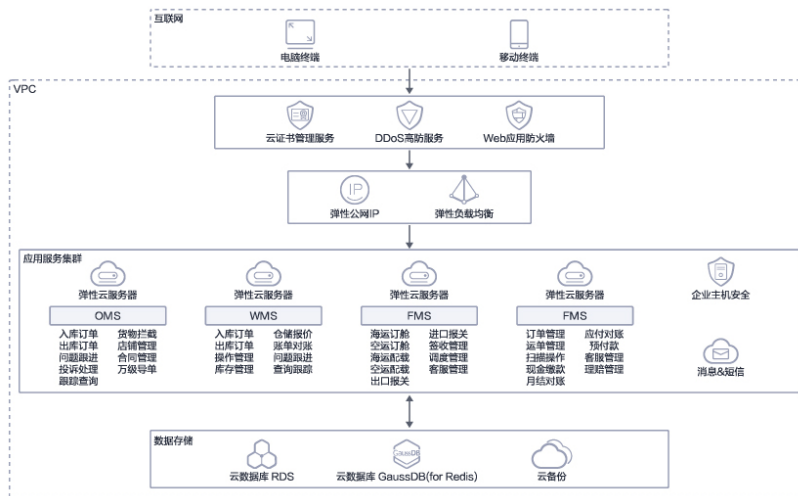 互联网
电脑终端 移动终端
VPC
云证书管理服务 DDoS高防服务 Web应用防火墙
IP
弹性公网IP 弹性负载均衡
应用服务集群
弹性云服务器 弹性云服务器 弹性云服务器 弹性云服务器 企业主机安全
OMS WMS FMS FMS
入库订单 货物拦截 入库订单 仓储报价 海运订舱 进口报关 订单管理 应付对账
出库订单 店铺管理 出库订单 账单对账 空运订舱 签收管理 运单管理 预付款
问题跟进 合同管理 操作管理 问题跟进 海运配载 调度管理 扫描操作 客服管理
投诉处理 万级导单 库存管理 查询跟踪 空运配载 客服管理 现金缴款 理赔管理
跟踪查询 出口报关 月结对账
消息&短信
数据存储
GaussDB
云数据库 RDS 云数据库 GaussDB(for Redis) 云备份